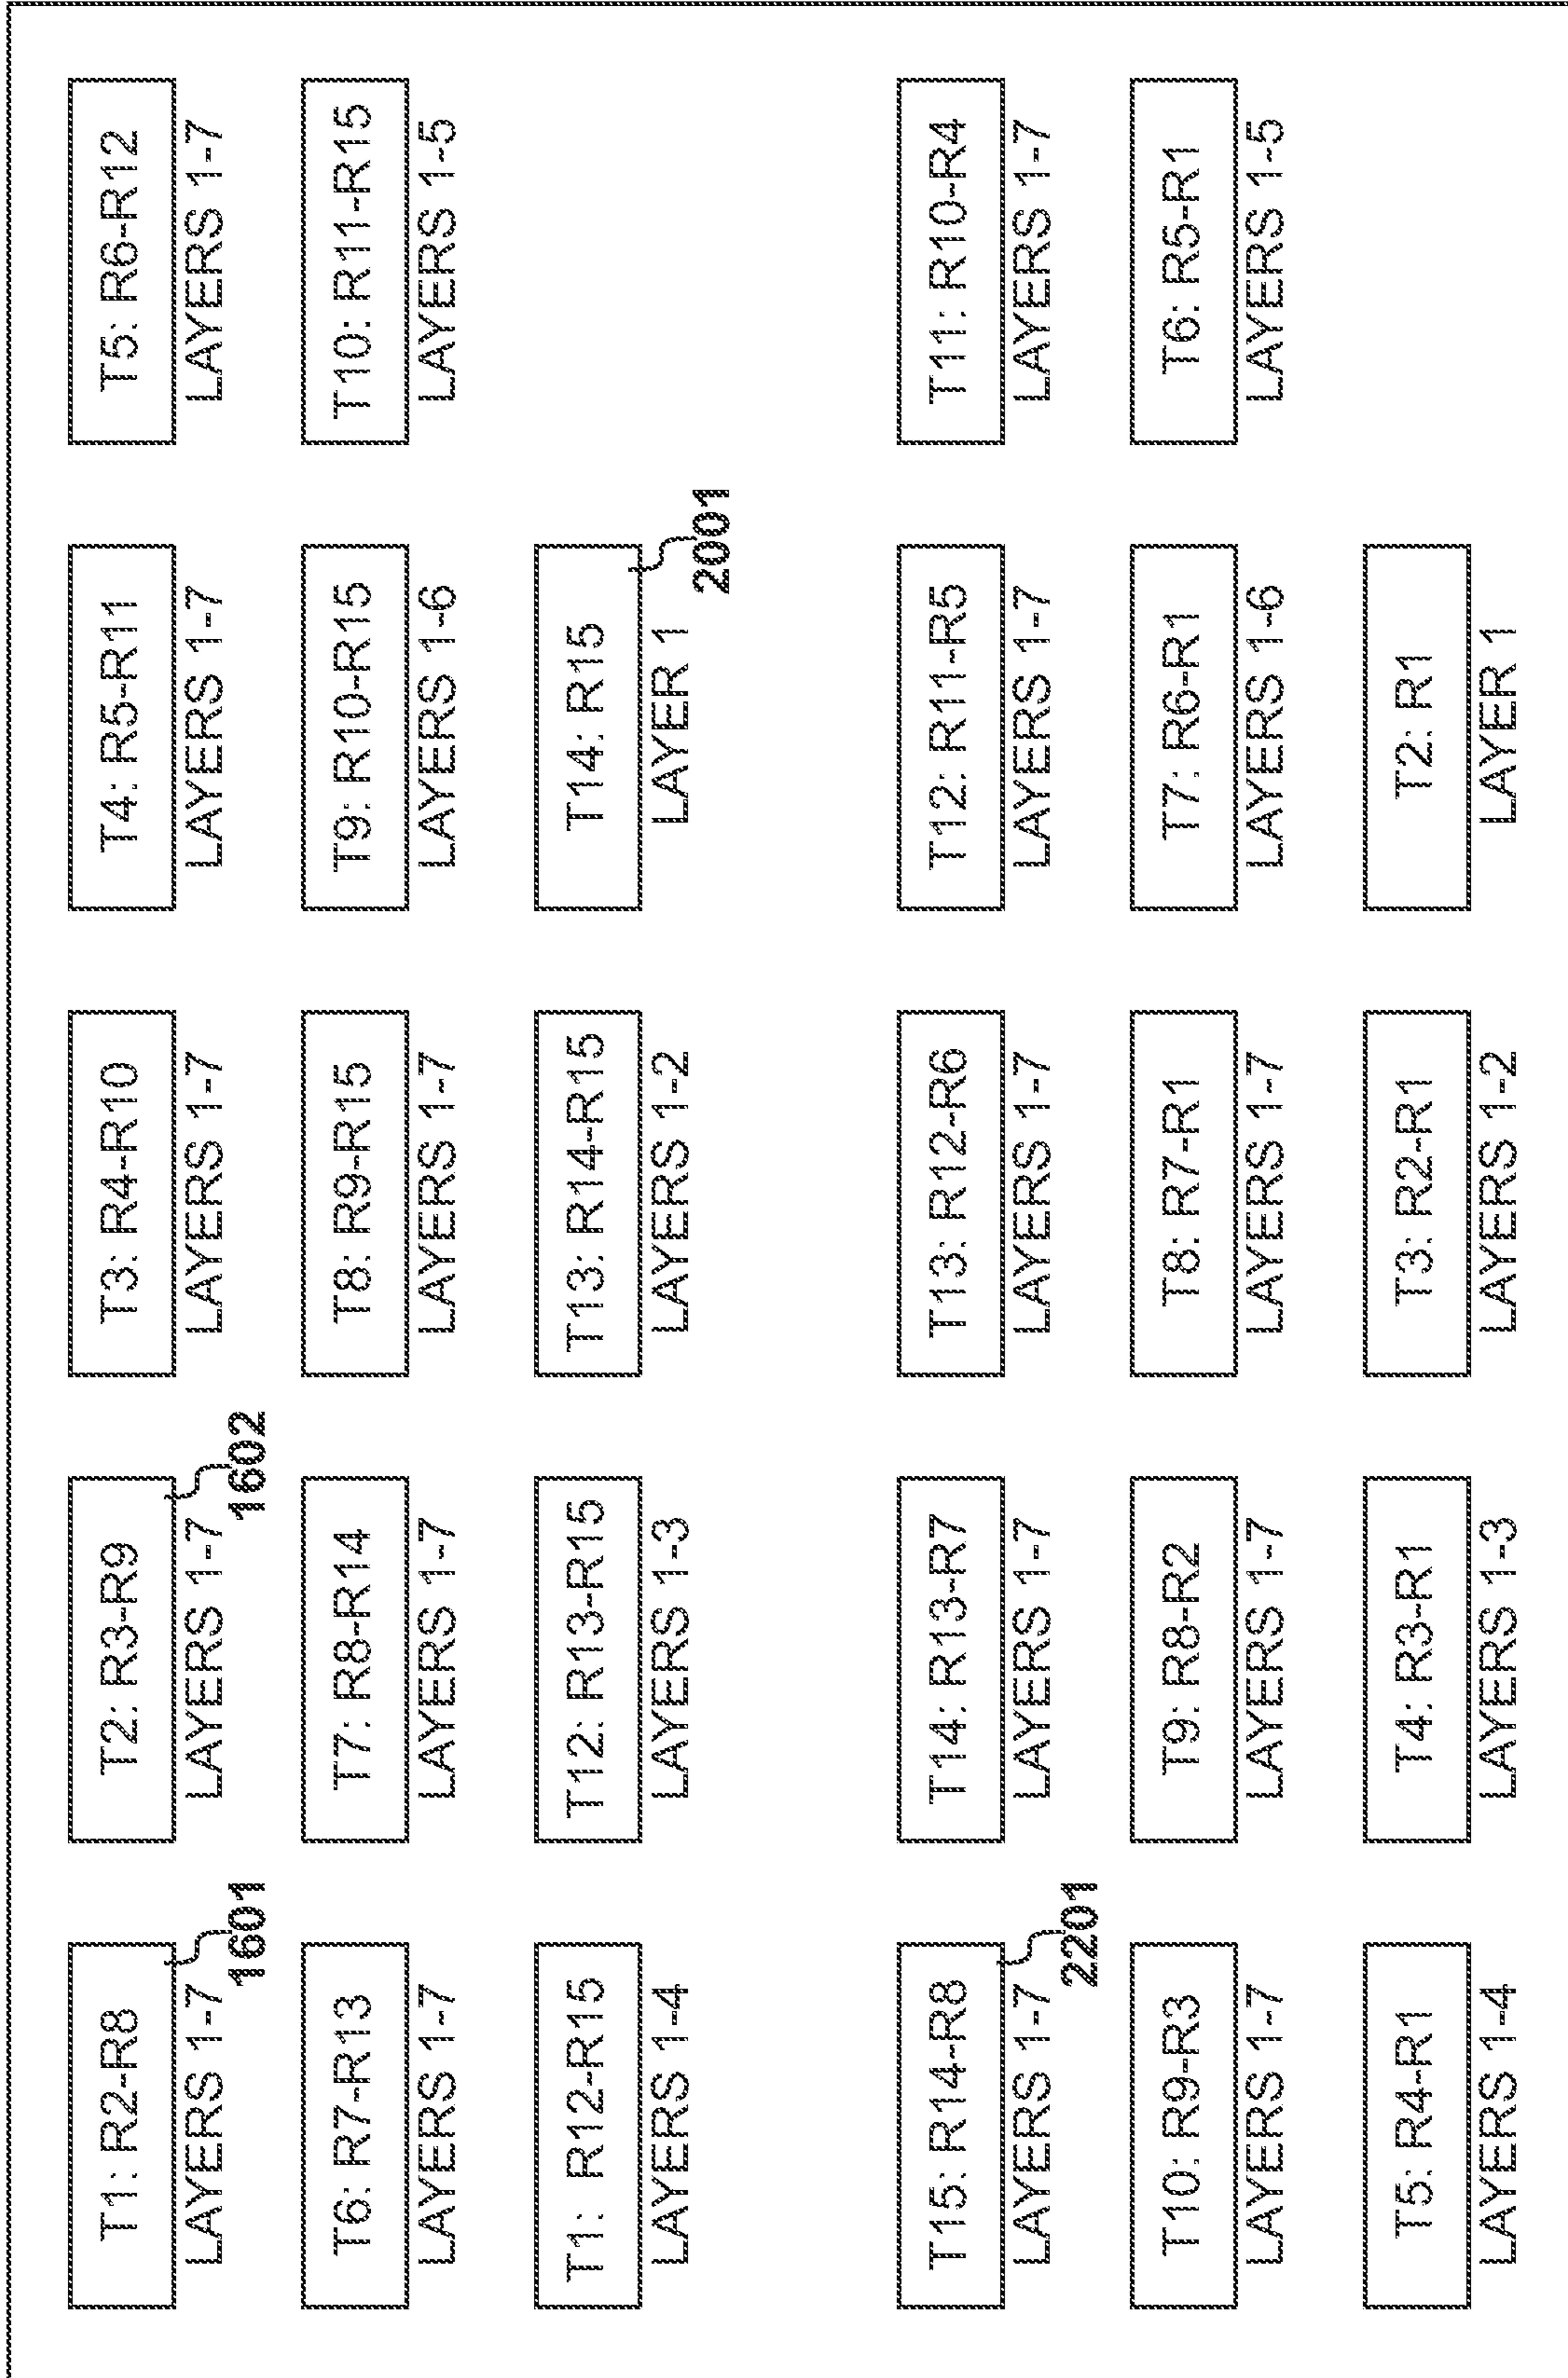 T1: R2-R8
LAYERS 1-7
1601
T2: R3-R9
LAYERS 1-7
1602
T3: R4-R10
LAYERS 1-7
T4: R5-R11
LAYERS 1-7
T5: R6-R12
LAYERS 1-7
T6: R7-R13
LAYERS 1-7
T7: R8-R14
LAYERS 1-7
T8: R9-R15
LAYERS 1-7
T9: R10-R15
LAYERS 1-6
T10: R11-R15
LAYERS 1-5
T1: R12-R15
LAYERS 1-4
T12: R13-R15
LAYERS 1-3
T13: R14-R15
LAYERS 1-2
T14: R15
LAYER 1
2001
T15: R14-R8
LAYERS 1-7
2201
T14: R13-R7
LAYERS 1-7
T13: R12-R6
LAYERS 1-7
T12: R11-R5
LAYERS 1-7
T11: R10-R4
LAYERS 1-7
T10: R9-R3
LAYERS 1-7
T9: R8-R2
LAYERS 1-7
T8: R7-R1
LAYERS 1-7
T7: R6-R1
LAYERS 1-6
T6: R5-R1
LAYERS 1-5
T5: R4-R1
LAYERS 1-4
T4: R3-R1
LAYERS 1-3
T3: R2-R1
LAYERS 1-2
T2: R1
LAYER 1